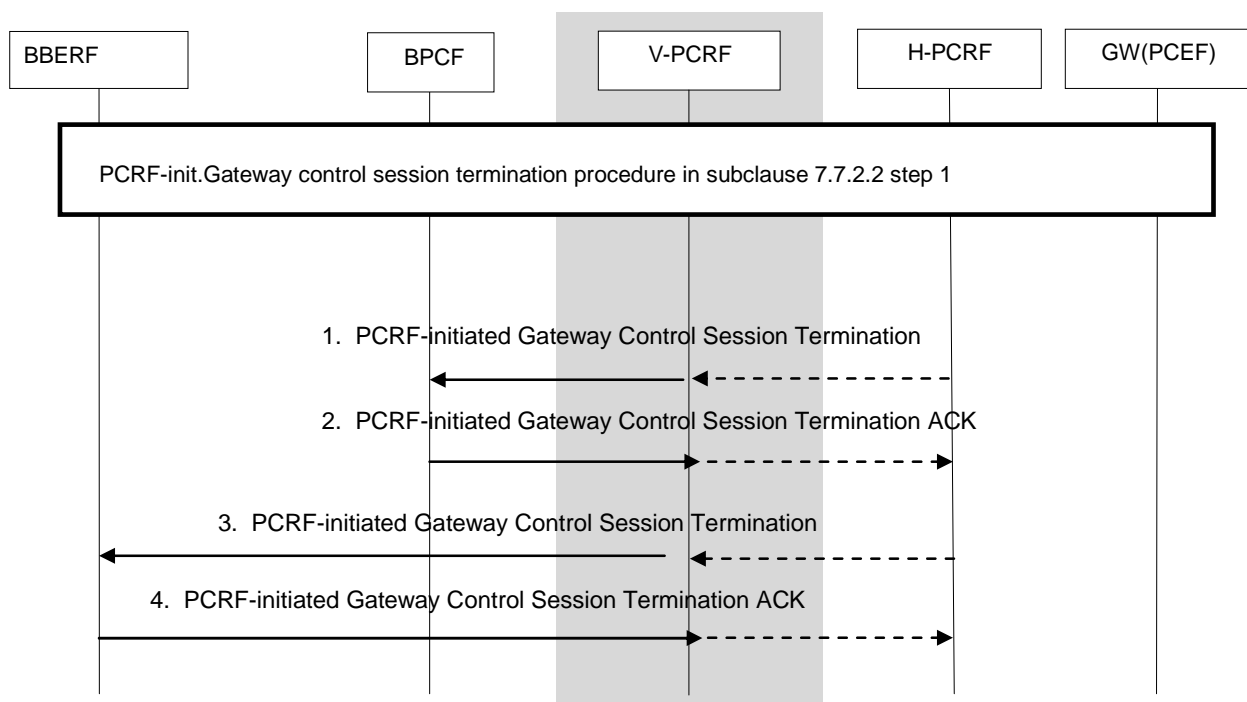 BBERF
BPCF
V-PCRF
H-PCRF
GW(PCEF)
PCRF-init.Gateway control session termination procedure in subclause 7.7.2.2 step 1
1. PCRF-initiated Gateway Control Session Termination
2. PCRF-initiated Gateway Control Session Termination ACK
3. PCRF-initiated Gateway Control Session Termination
4. PCRF-initiated Gateway Control Session Termination ACK